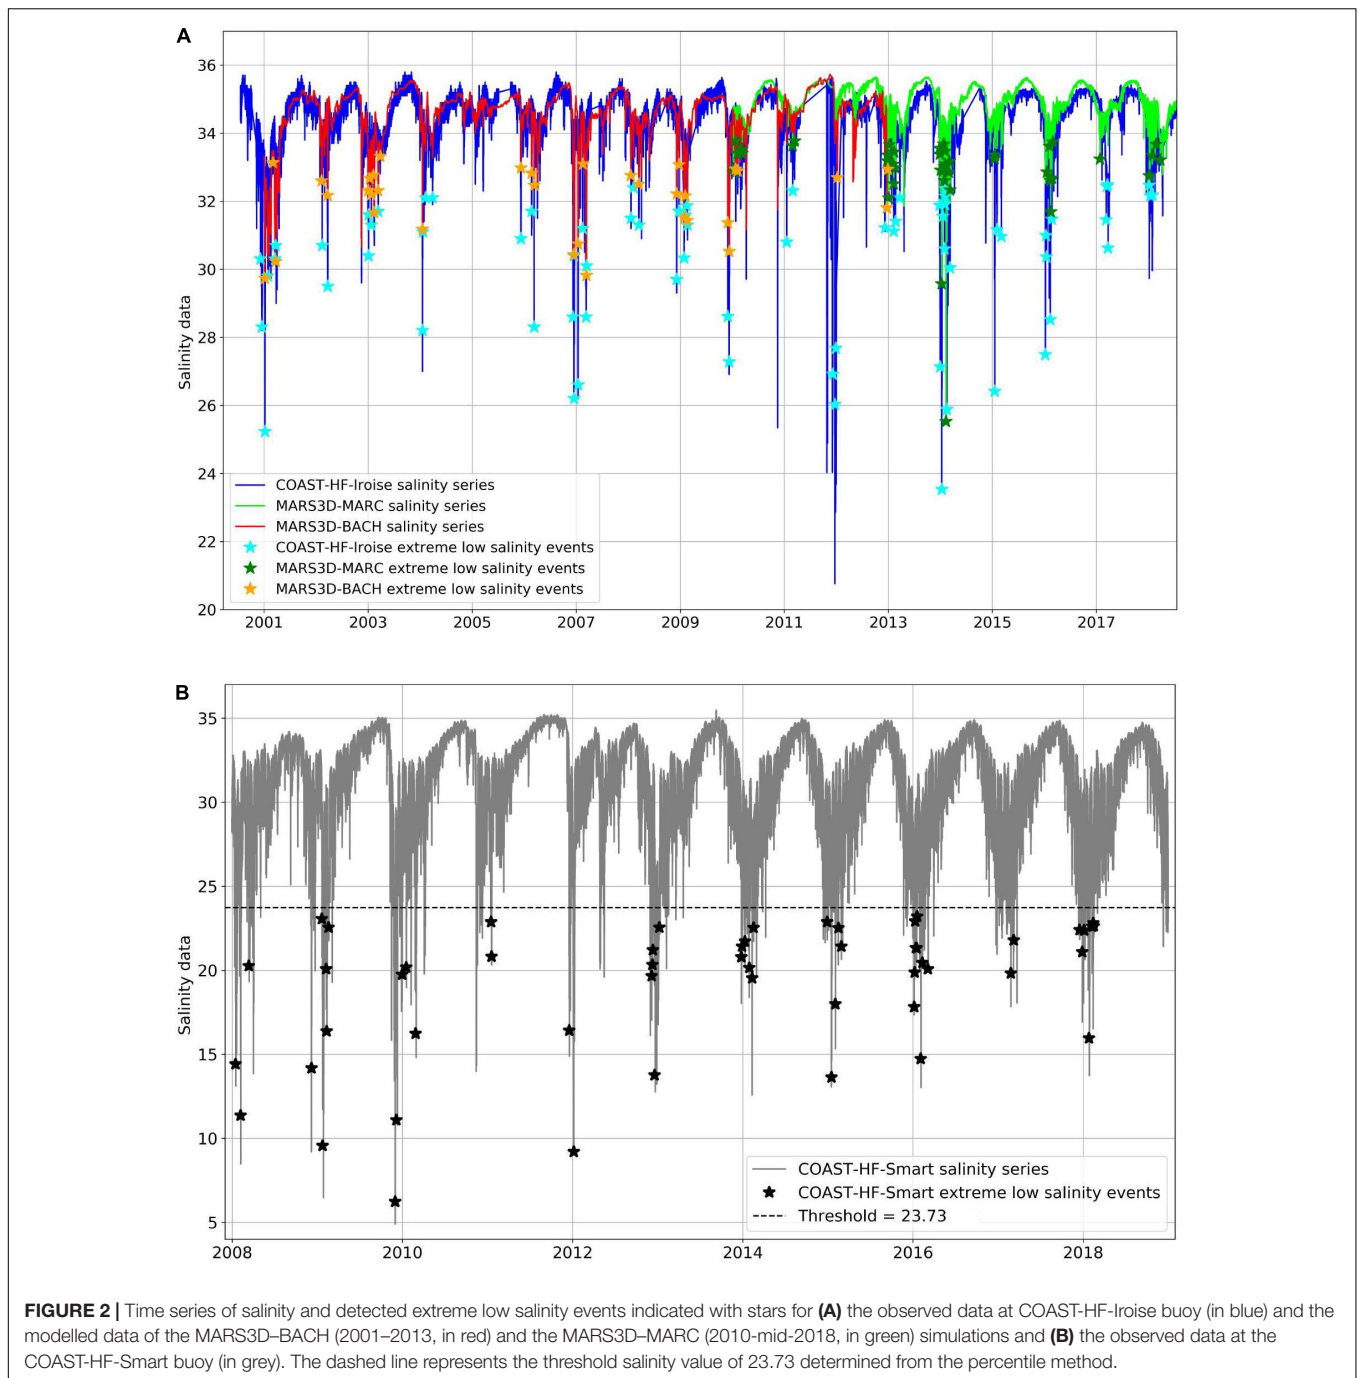 A
36
34
32
30
28
26
24
22
20
Salinity data
COAST-HF-Iroise salinity series
MARS3D-MARC salinity series
MARS3D-BACH salinity series
COAST-HF-Iroise extreme low salinity events
MARS3D-MARC extreme low salinity events
MARS3D-BACH extreme low salinity events
2001 2003 2005 2007 2009 2011 2013 2015 2017
B
35
30
25
20
15
10
5
Salinity data
COAST-HF-Smart salinity series
COAST-HF-Smart extreme low salinity events
Threshold = 23.73
2008 2010 2012 2014 2016 2018
FIGURE 2 | Time series of salinity and detected extreme low salinity events indicated with stars for (A) the observed data at COAST-HF-Iroise buoy (in blue) and the
modelled data of the MARS3D–BACH (2001–2013, in red) and the MARS3D–MARC (2010-mid-2018, in green) simulations and (B) the observed data at the
COAST-HF-Smart buoy (in grey). The dashed line represents the threshold salinity value of 23.73 determined from the percentile method.